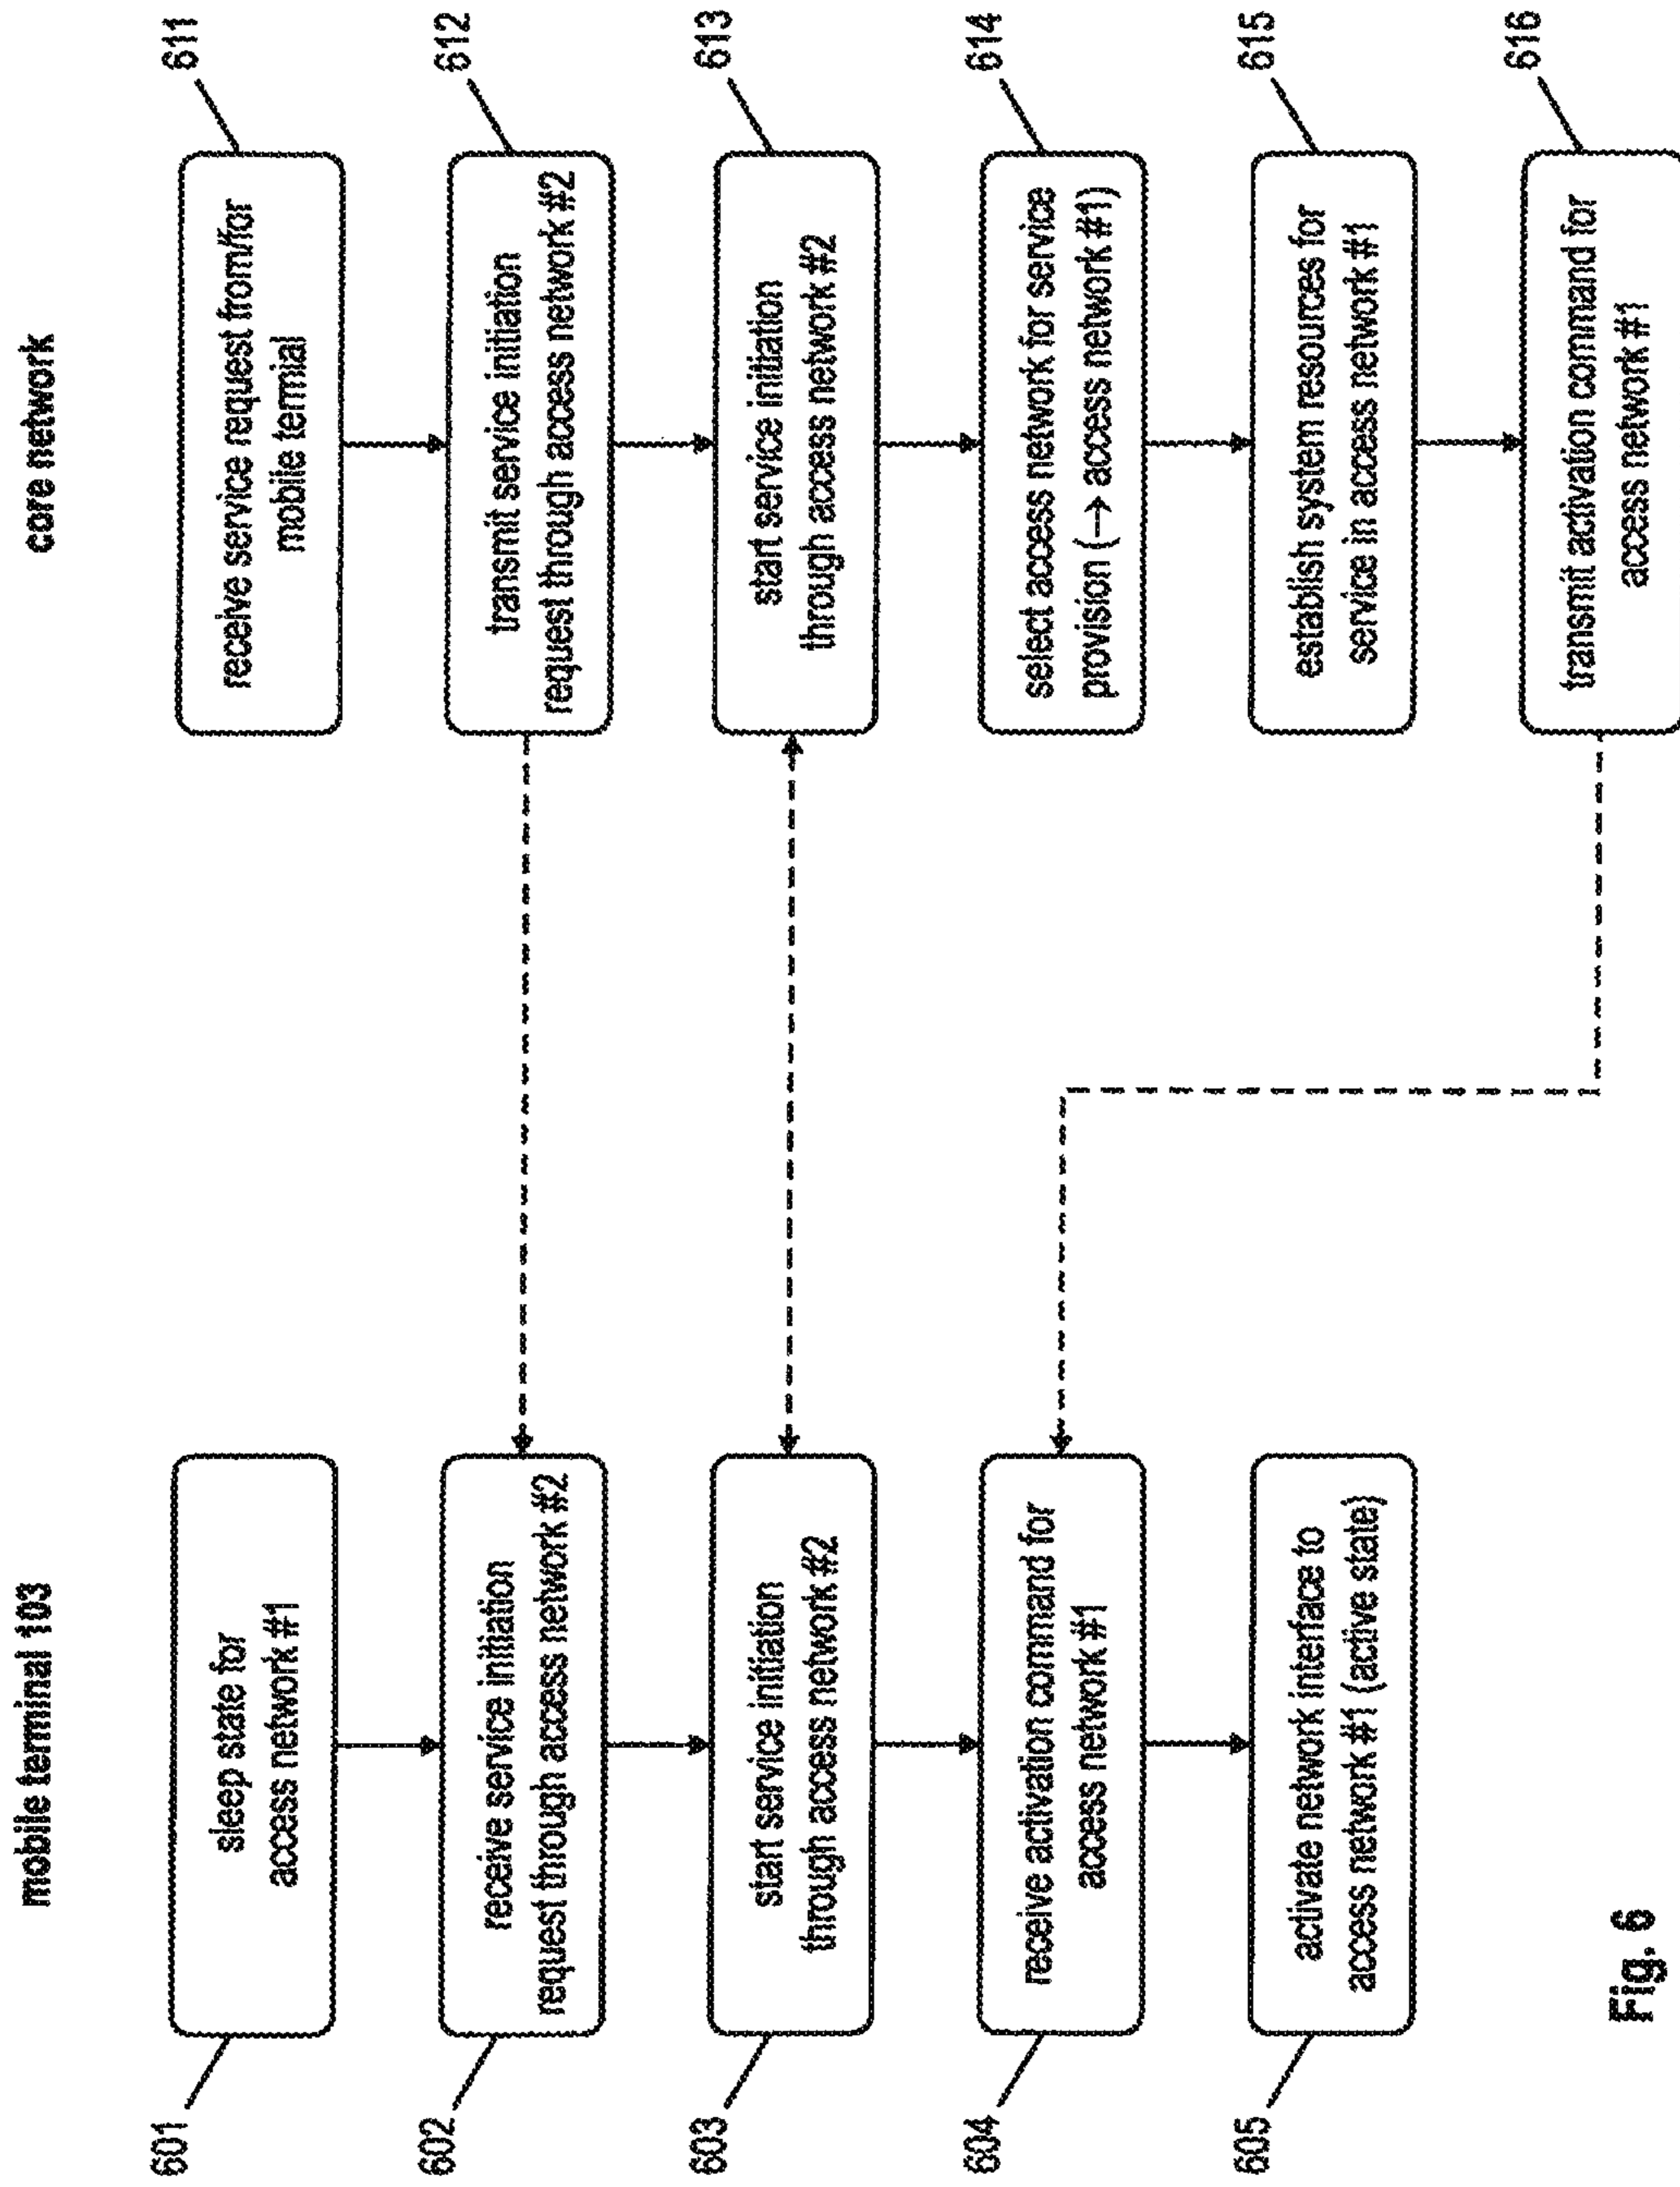 mobile terminal 103
core network
601
sleep state for
access network #1
602
receive service initiation
request through access network #2
603
start service initiation
through access network #2
604
receive activation command for
access network #1
605
activate network interface to
access network #1 (active state)
611
receive service request from/for
mobile termial
612
transmit service initiation
request through access network #2
613
start service initiation
through access network #2
614
select access network for service
provision (→ access network #1)
615
establish system resources for
service in access network #1
616
transmit activation command for
access network #1
Fig. 6